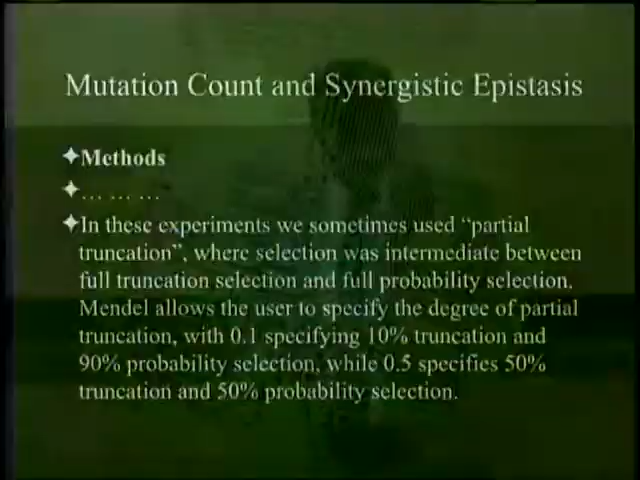 Mutation Count and Synergistic Epistasis
Methods
... ... ...
In these experiments we sometimes used “partial
truncation”, where selection was intermediate between
full truncation selection and full probability selection.
Mendel allows the user to specify the degree of partial
truncation, with 0.1 specifying 10% truncation and
90% probability selection, while 0.5 specifies 50%
truncation and 50% probability selection.